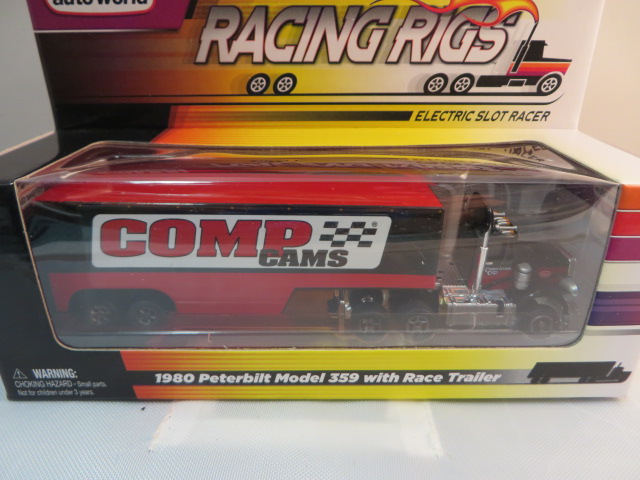 auto world
RACING RIGS
ELECTRIC SLOT RACER
COMP
CAMS
®
WARNING:
CHOKING HAZARD - Small parts.
Not for children under 3 years.
1980 Peterbilt Model 359 with Race Trailer